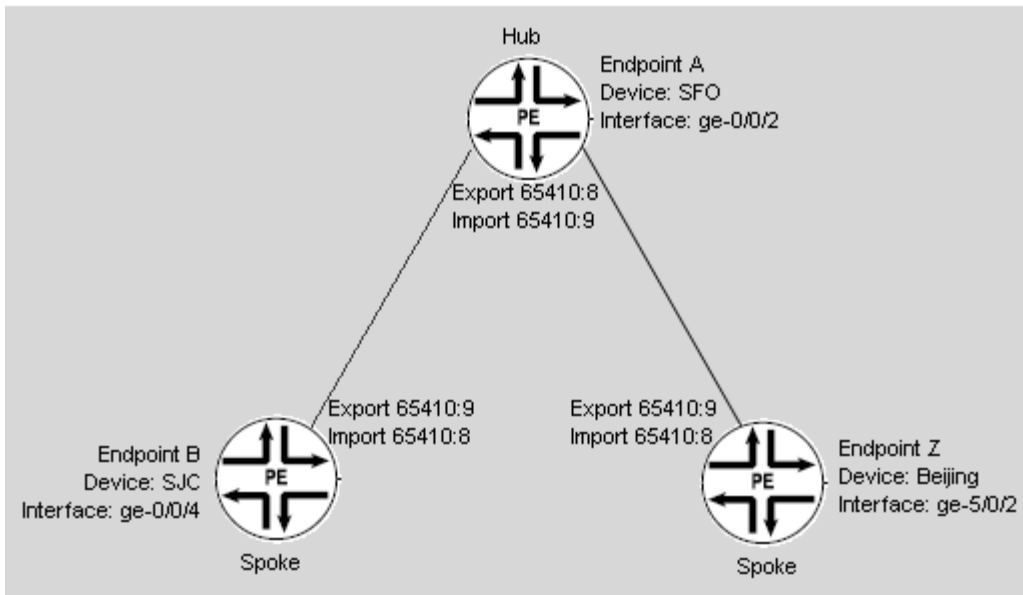 Hub
Endpoint A
Device: SFO
Interface: ge-0/0/2
PE
Export 65410:8
Import 65410:9
Export 65410:9
Import 65410:8
Endpoint B
Device: SJC
Interface: ge-0/0/4
PE
Spoke
Export 65410:9
Import 65410:8
PE
Endpoint Z
Device: Beijing
Interface: ge-5/0/2
Spoke